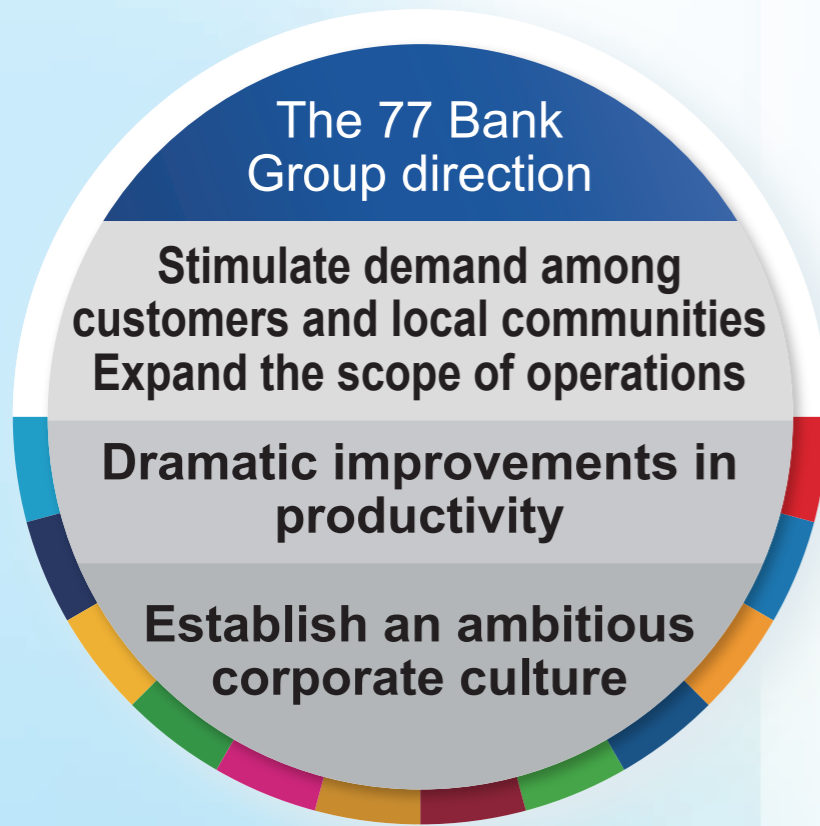 The 77 Bank
Group direction
Stimulate demand among
customers and local communities
Expand the scope of operations
Dramatic improvements in
productivity
Establish an ambitious
corporate culture